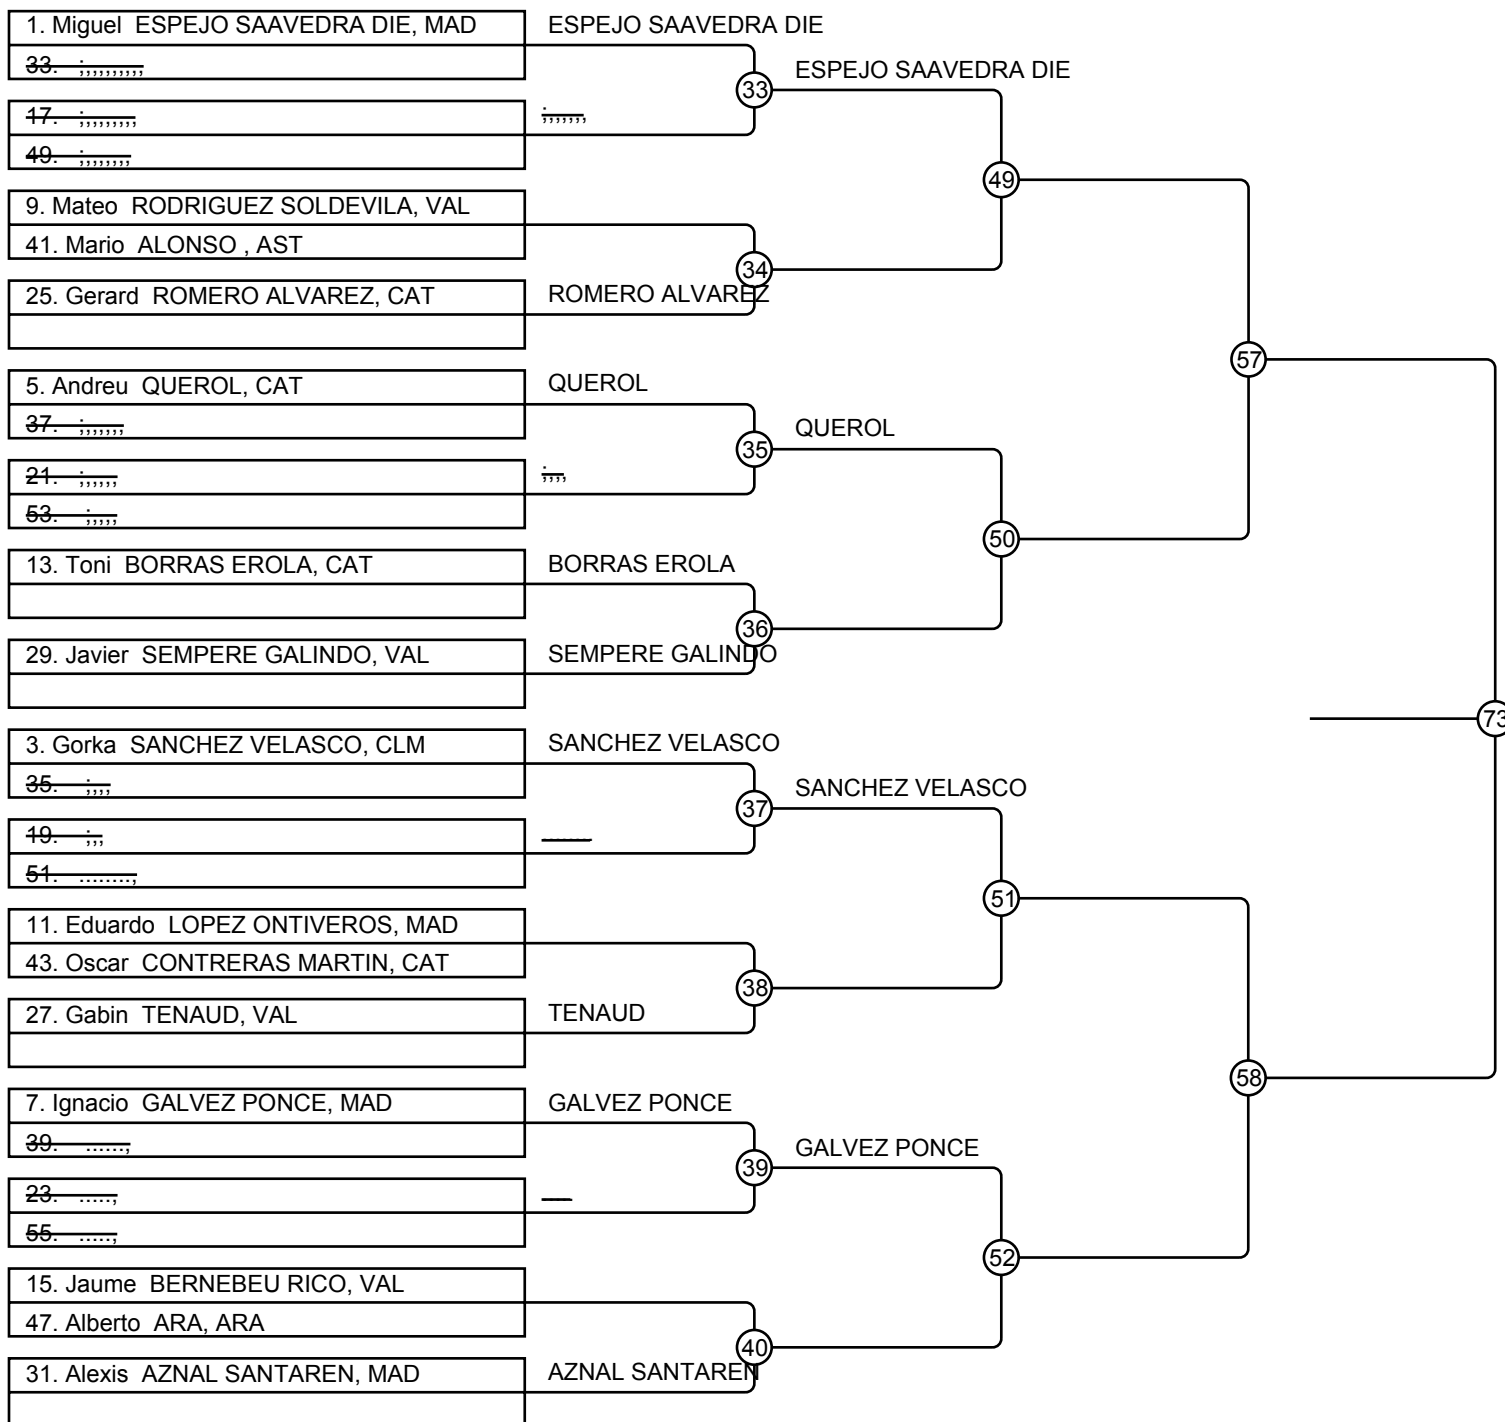 1. Miguel  ESPEJO SAAVEDRA DIE, MAD
ESPEJO SAAVEDRA DIE
33.   ;,,,,,,,,,
33
ESPEJO SAAVEDRA DIE
17.   ;,,,,,,,,
;,,,,,,
49.   ;,,,,,,,
49
9. Mateo  RODRIGUEZ SOLDEVILA, VAL
41. Mario  ALONSO , AST
34
25. Gerard  ROMERO ALVAREZ, CAT
ROMERO ALVAREZ
57
5. Andreu  QUEROL, CAT
QUEROL
37.   ;,,,,,,
35
QUEROL
21.   ;,,,,,
;,,,
53.   ;,,,,
50
13. Toni  BORRAS EROLA, CAT
BORRAS EROLA
36
29. Javier  SEMPERE GALINDO, VAL
SEMPERE GALINDO
73
3. Gorka  SANCHEZ VELASCO, CLM
SANCHEZ VELASCO
35.   ;,,,
37
SANCHEZ VELASCO
19.   ;,,
51.   ........,
51
11. Eduardo  LOPEZ ONTIVEROS, MAD
43. Oscar  CONTRERAS MARTIN, CAT
38
27. Gabin  TENAUD, VAL
TENAUD
58
7. Ignacio  GALVEZ PONCE, MAD
GALVEZ PONCE
39.   ......,
39
GALVEZ PONCE
23.   .....,
55.   .....,
52
15. Jaume  BERNEBEU RICO, VAL
47. Alberto  ARA, ARA
40
31. Alexis  AZNAL SANTAREN, MAD
AZNAL SANTAREN